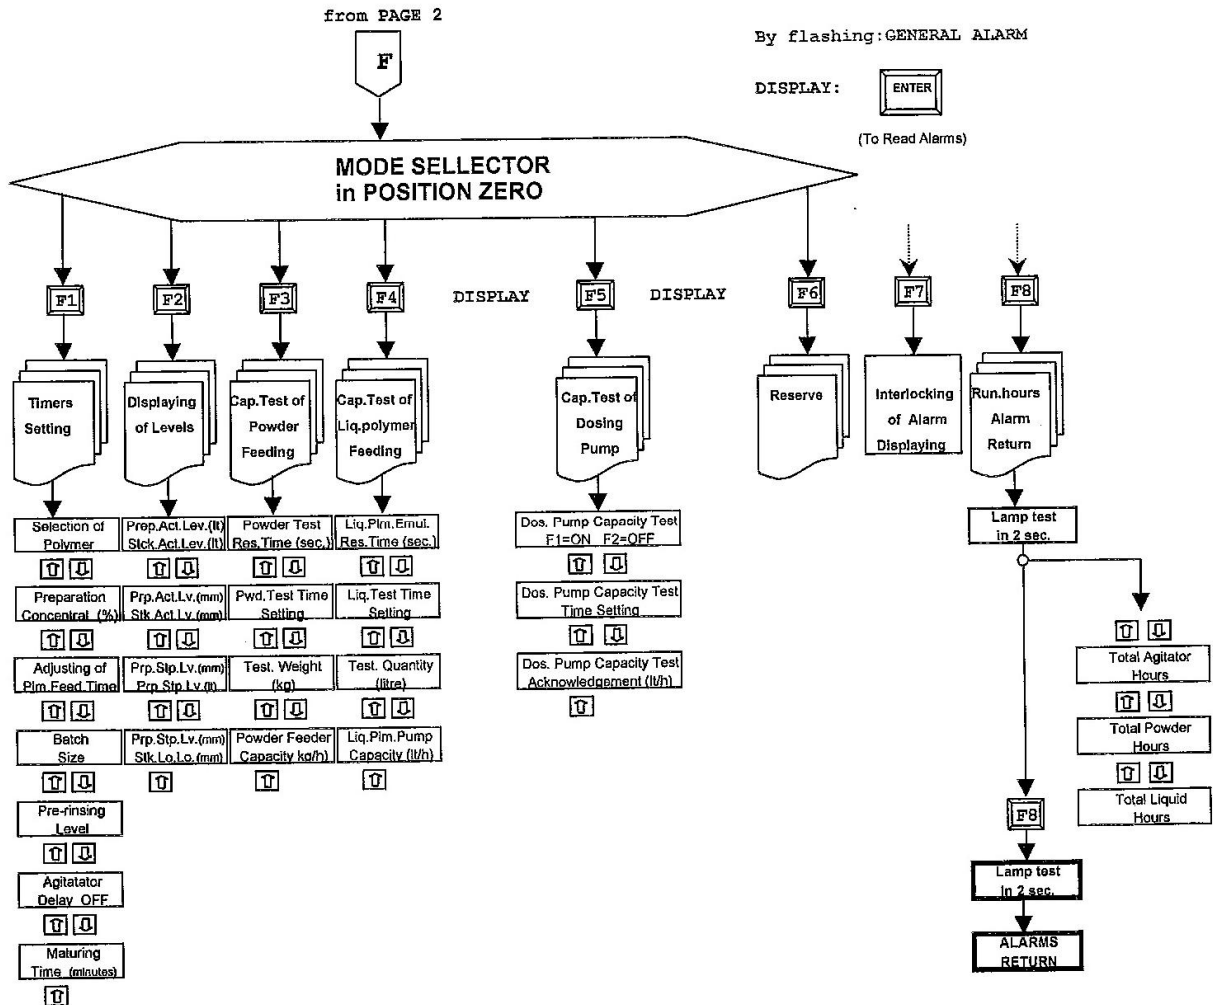 from PAGE 2
F
By flashing:GENERAL ALARM
DISPLAY:
ENTER
(To Read Alarms)
MODE SELLECTOR
in POSITION ZERO
F1
F2
F3
F4
DISPLAY
F5
DISPLAY
F6
F7
F8
Timers
Setting
Displaying
of Levels
Cap.Test of
Powder
Feeding
Cap.Test of
Liq.polymer
Feeding
Cap.Test of
Dosing
Pump
Reserve
Interlocking
of Alarm
Displaying
Run.hours
Alarm
Return
Selection of
Polymer
Preparation
Concentrat. (%)
Adjusting of
Plm.Feed.Time
Batch
Size
Pre-rinsing
Level
Agitatator
Delay OFF
Maturing
Time (minutes)
Prep.Act.Lev.(lt)
Stck.Act.Lev.(lt)
Prp.Act.Lv.(mm)
Stk.Act.Lv.(mm)
Prp.Stp.Lv.(mm)
Prp.Stp.Lv.(lt)
Prp.Stp.Lv.(mm)
Stk.Lo.Lo.(mm)
Powder Test
Res.Time (sec.)
Pwd.Test Time
Setting
Test. Weight
(kg)
Powder Feeder
Capacity kg/h)
Liq.Plm.Emul.
Res.Time (sec.)
Liq.Test Time
Setting
Test. Quantity
(litre)
Liq.Plm.Pump
Capacity (lt/h)
Dos. Pump Capacity Test
F1=ON F2=OFF
Dos. Pump Capacity Test
Time Setting
Dos. Pump Capacity Test
Acknowledgement (lt/h)
Lamp test
in 2 sec.
Total Agitator
Hours
Total Powder
Hours
Total Liquid
Hours
F8
Lamp test
in 2 sec.
ALARMS
RETURN